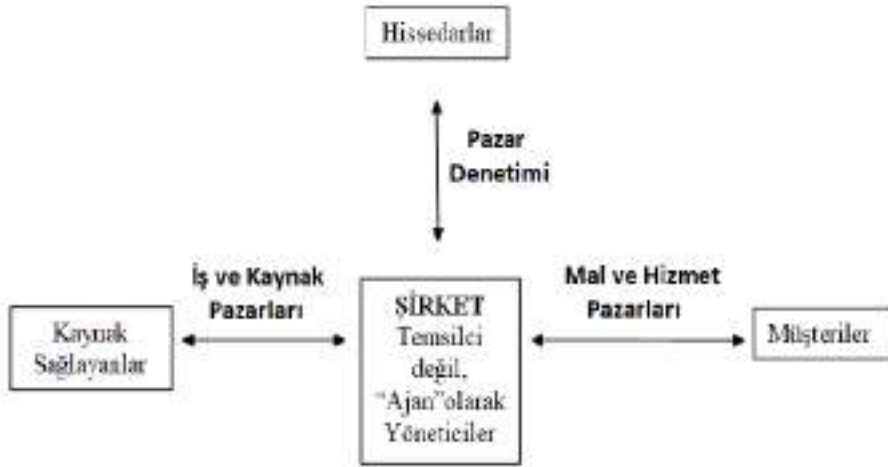 Hissedarlar
Pazar
Denetimi
İş ve Kaynak
Pazarları
Mal ve Hizmet
Pazarları
Kaynak
Sağlayanlar
ŞİRKET
Temsilci
değil,
"Ajan"olarak
Yöneticiler
Müşteriler